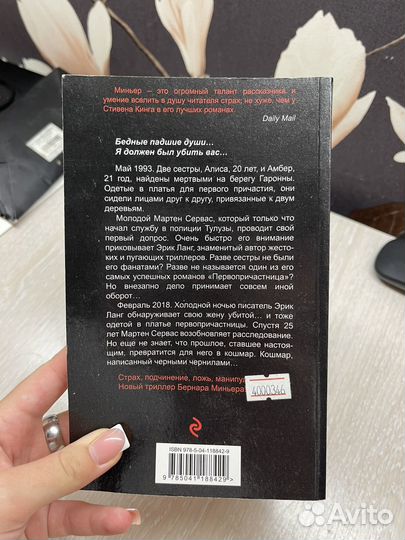 Миньер – это огромный талант рассказчика и
умение вселить в душу читателя страх; не хуже, чем у
Стивена Кинга в его лучших романах.
Daily Mail
Бедные падшие души...
Я должен был убить вас...
Май 1993. Две сестры, Алиса, 20 лет, и Амбер,
21 год, найдены мертвыми на берегу Гаронны.
Одетые в платья для первого причастия, они
сидели лицами друг к другу, привязанные к двум
деревьям.
Молодой Мартен Сервас, который только что
начал службу в полиции Тулузы, проводит свой
первый допрос. Очень быстро его внимание
приковывает Эрик Ланг, знаменитый автор жесто-
ких и пугающих триллеров. Разве сестры не были
его фанатами? Разве не называется один из его
самых успешных романов «Первопричастница»?
Но внезапно дело принимает совсем иной
оборот...
Февраль 2018. Холодной ночью писатель Эрик
Ланг обнаруживает свою жену убитой... и тоже
одетой в платье первопричастницы. Спустя 25
лет Мартен Сервас возобновляет расследование.
Но еще не знает, что прошлое, ставшее настоя-
щим, превратится для него в кошмар. Кошмар,
написанный черными чернилами...
Страх, подчинение, ложь, манипул
Новый триллер Бернара Миньера
4000346
ISBN 978-5-04-118842-9
9 785041 188429 >
Avito